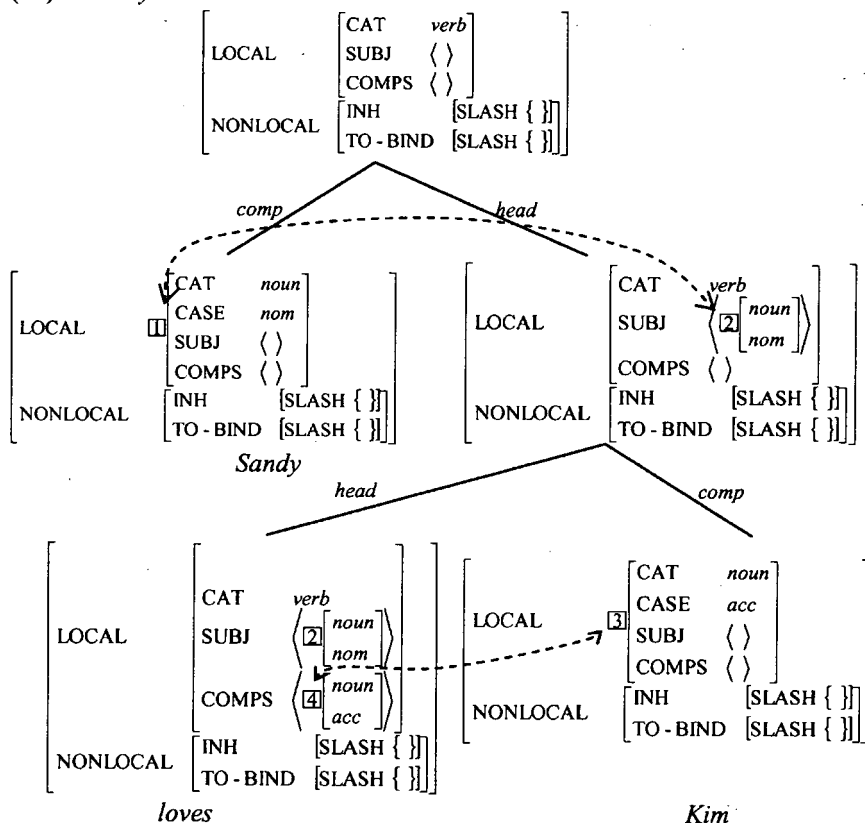 CAT verb
LOCAL SUBJ ⟨ ⟩
COMPS ⟨ ⟩
INH [SLASH { }]
NONLOCAL
TO - BIND [SLASH { }]
comp head
CAT noun CAT verb
CASE nom
LOCAL 1 LOCAL SUBJ ⟨ 2 noun nom ⟩
SUBJ ⟨ ⟩
COMPS ⟨ ⟩ COMPS ⟨ ⟩
INH [SLASH { }] INH [SLASH { }]
NONLOCAL NONLOCAL
TO - BIND [SLASH { }] TO - BIND [SLASH { }]
Sandy
head comp
CAT verb CAT noun
LOCAL SUBJ ⟨ 2 noun nom ⟩ LOCAL 3 CASE acc
SUBJ ⟨ ⟩
COMPS ⟨ 4 noun acc ⟩ COMPS ⟨ ⟩
INH [SLASH { }] INH [SLASH { }]
NONLOCAL NONLOCAL
TO - BIND [SLASH { }] TO - BIND [SLASH { }]
loves Kim